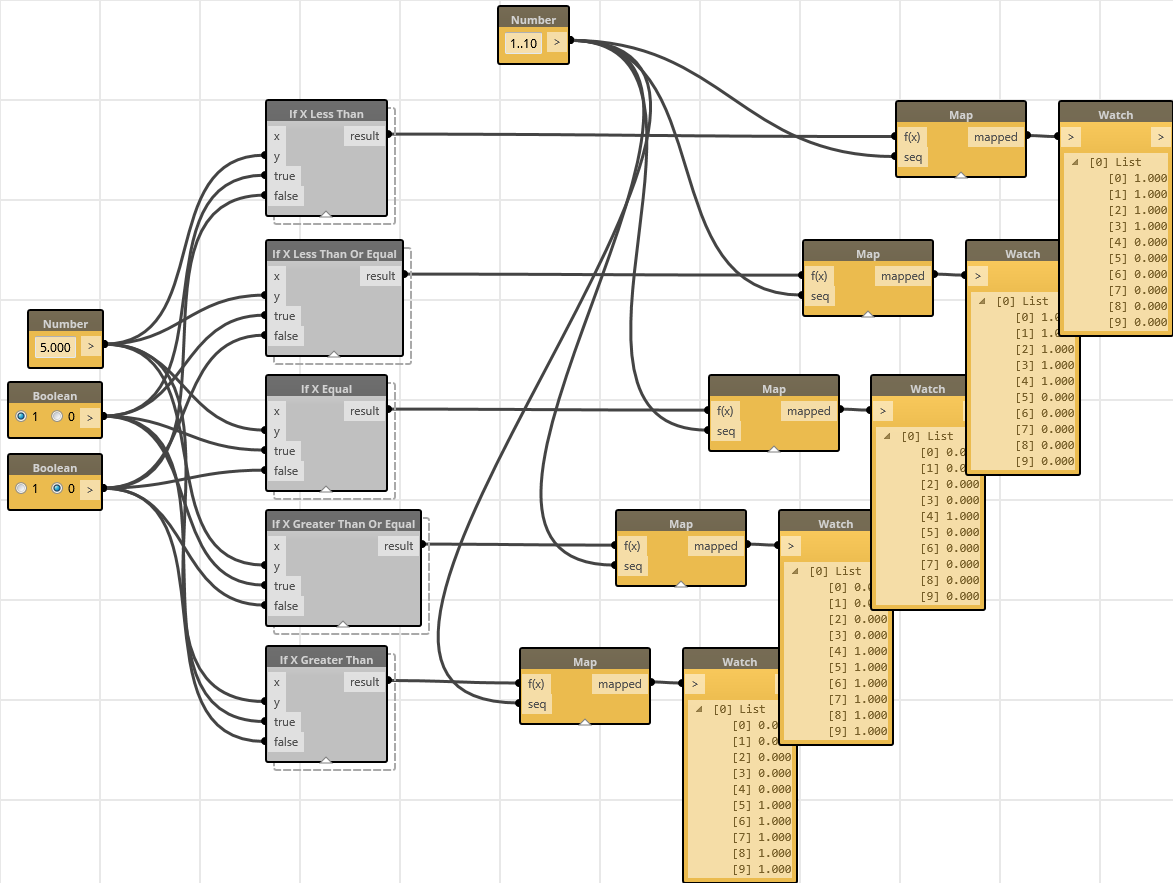 Number
1..10 >
If X Less Than
x result
y
true
false
Map
f(x) mapped
seq
Watch
> >
[0] List
[0] 1.000
[1] 1.000
[2] 1.000
[3] 1.000
[4] 0.000
[5] 0.000
[6] 0.000
[7] 0.000
[8] 0.000
[9] 0.000
If X Less Than Or Equal
x result
y
true
false
Map
f(x) mapped
seq
Watch
>
[0] List
[0] 1.0
[1] 1.
[2] 1.000
[3] 1.000
[4] 1.000
[5] 0.000
[6] 0.000
[7] 0.000
[8] 0.000
[9] 0.000
Number
5.000 >
Boolean
1 0 >
Boolean
1 0 >
If X Equal
x result
y
true
false
Map
f(x) mapped
seq
Watch
>
[0] List
[0] 0.0
[1] 0.0
[2] 0.000
[3] 0.000
[4] 1.000
[5] 0.000
[6] 0.000
[7] 0.000
[8] 0.000
[9] 0.000
If X Greater Than Or Equal
x result
y
true
false
Map
f(x) mapped
seq
Watch
>
[0] List
[0] 0.
[1] 0.
[2] 0.000
[3] 0.000
[4] 1.000
[5] 1.000
[6] 1.000
[7] 1.000
[8] 1.000
[9] 1.000
If X Greater Than
x result
y
true
false
Map
f(x) mapped
seq
Watch
>
[0] List
[0] 0.0
[1] 0.0
[2] 0.000
[3] 0.000
[4] 0.000
[5] 1.000
[6] 1.000
[7] 1.000
[8] 1.000
[9] 1.000